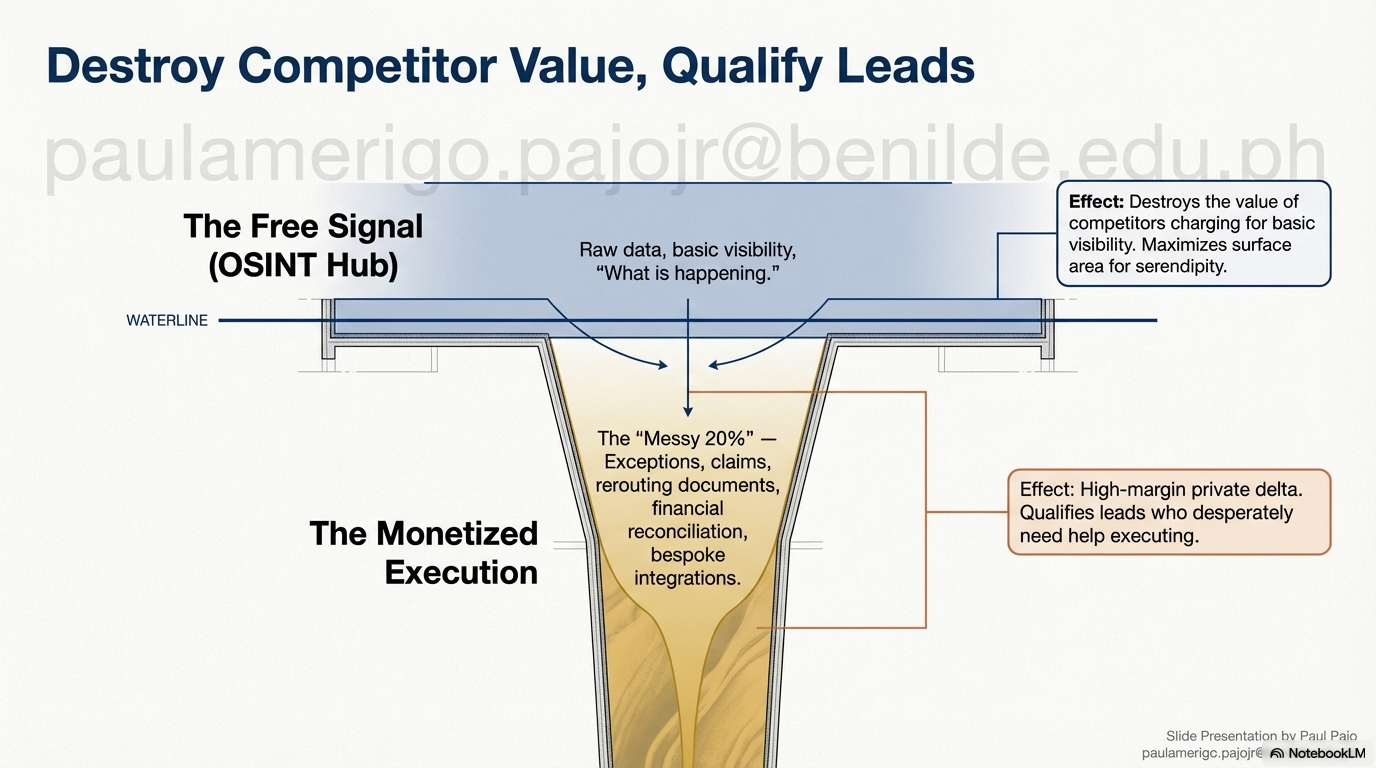 Destroy Competitor Value, Qualify Leads
paulamerigo.pajojr@benilde.edu.ph
The Free Signal
(OSINT Hub)
Raw data, basic visibility,
“What is happening.”
Effect: Destroys the value of
competitors charging for basic
visibility. Maximizes surface
area for serendipity.
WATERLINE
The “Messy 20%” —
Exceptions, claims,
rerouting documents,
financial
reconciliation,
bespoke
integrations.
The Monetized
Execution
Effect: High-margin private delta.
Qualifies leads who desperately
need help executing.
Slide Presentation by Paul Pajo
NotebookLM